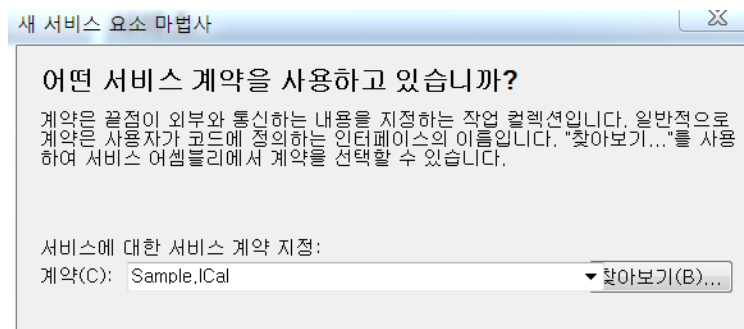 새 서비스 요소 마법사
어떤 서비스 계약을 사용하고 있습니까?
계약은 끝점이 외부와 통신하는 내용을 지정하는 작업 컬렉션입니다. 일반적으로
계약은 사용자가 코드에 정의하는 인터페이스의 이름입니다. "찾아보기..."를 사용
하여 서비스 어셈블리에서 계약을 선택할 수 있습니다.
서비스에 대한 서비스 계약 지정:
계약(C): Sample.ICal 찾아보기(B)...